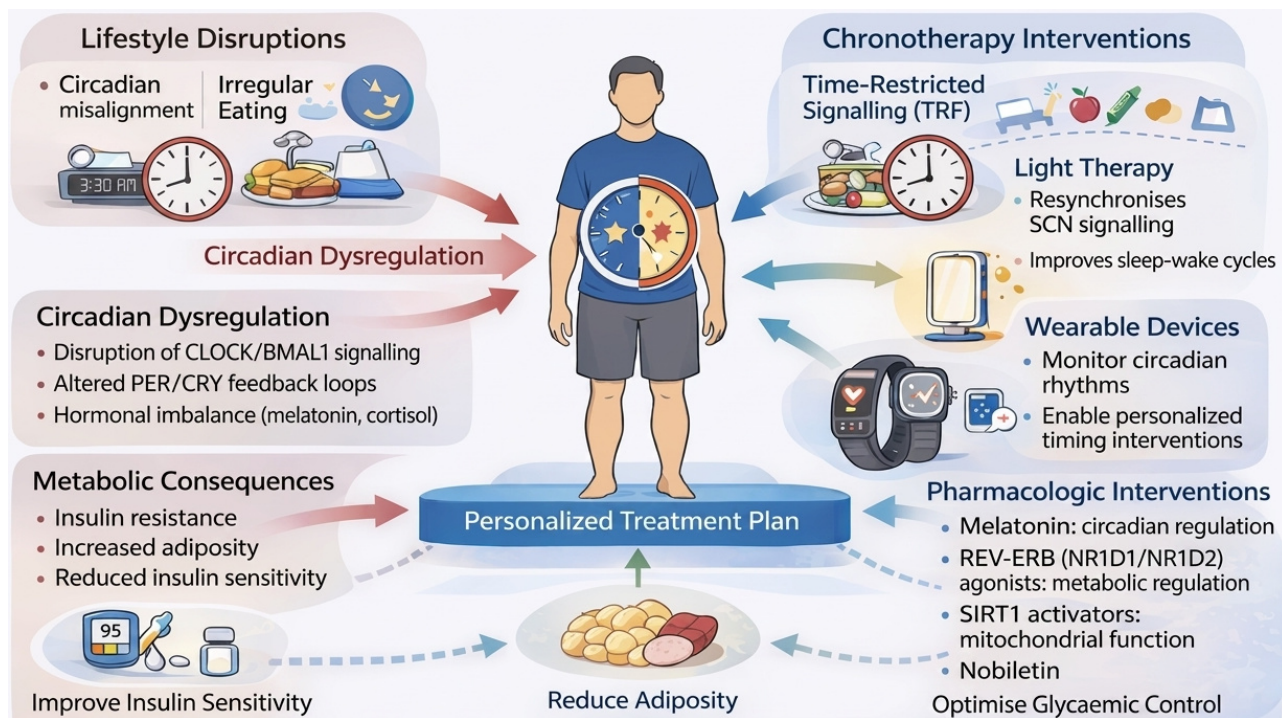 Lifestyle Disruptions
• Circadian
misalignment
Irregular
Eating
3:30 AM
Circadian Dysregulation
Circadian Dysregulation
• Disruption of CLOCK/BMAL1 signalling
• Altered PER/CRY feedback loops
• Hormonal imbalance (melatonin, cortisol)
Metabolic Consequences
• Insulin resistance
• Increased adiposity
• Reduced insulin sensitivity
95
Improve Insulin Sensitivity
Personalized Treatment Plan
Reduce Adiposity
Chronotherapy Interventions
Time-Restricted
Signalling (TRF)
Light Therapy
• Resynchronises
SCN signalling
• Improves sleep-wake cycles
Wearable Devices
• Monitor circadian
rhythms
• Enable personalized
timing interventions
Pharmacologic Interventions
• Melatonin: circadian regulation
• REV-ERB (NR1D1/NR1D2)
agonists: metabolic regulation
• SIRT1 activators:
mitochondrial function
• Nobiletin
Optimise Glycaemic Control